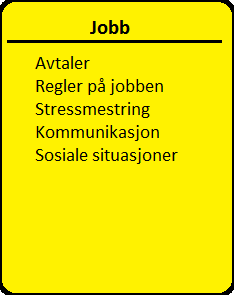 Jobb
Avtaler
Regler på jobben
Stressmestring
Kommunikasjon
Sosiale situasjoner